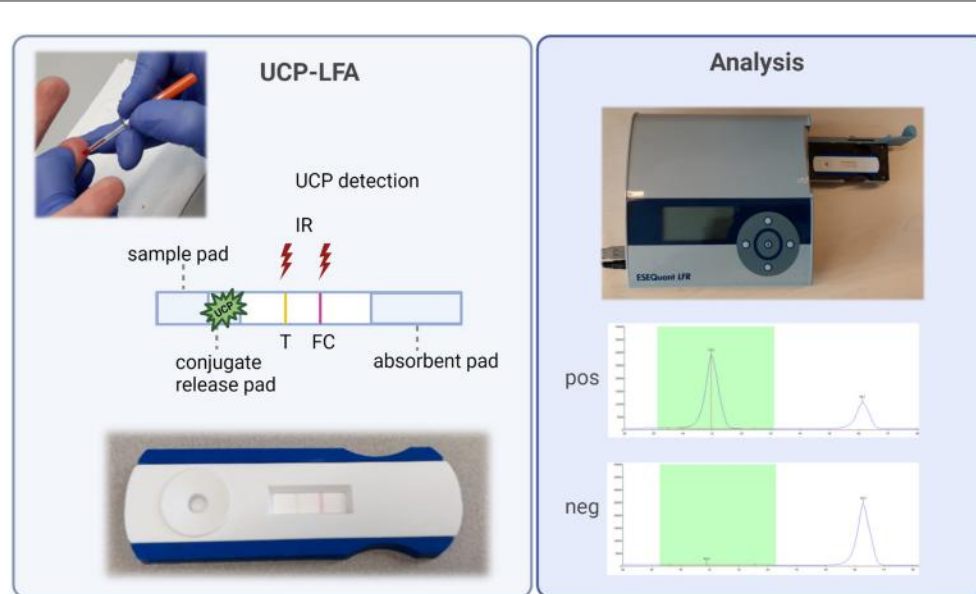 UCP-LFA
UCP detection
IR
sample pad
UCP
T FC
conjugate
release pad
absorbent pad
Analysis
ESEQuant LFR
pos
neg